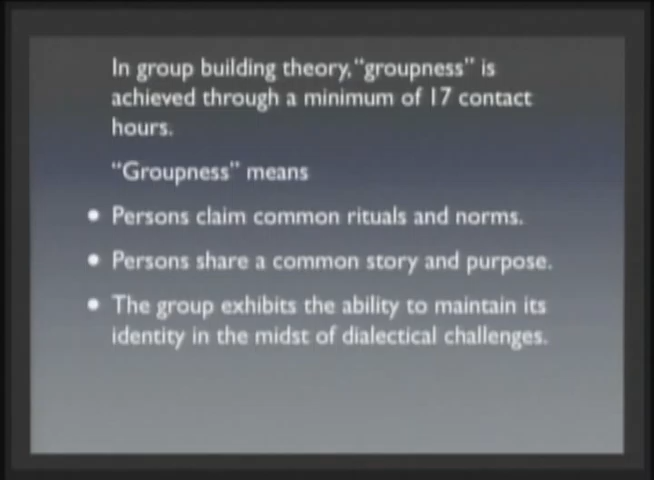 In group building theory,“groupness” is
achieved through a minimum of 17 contact
hours.
“Groupness” means
• Persons claim common rituals and norms.
• Persons share a common story and purpose.
• The group exhibits the ability to maintain its
identity in the midst of dialectical challenges.